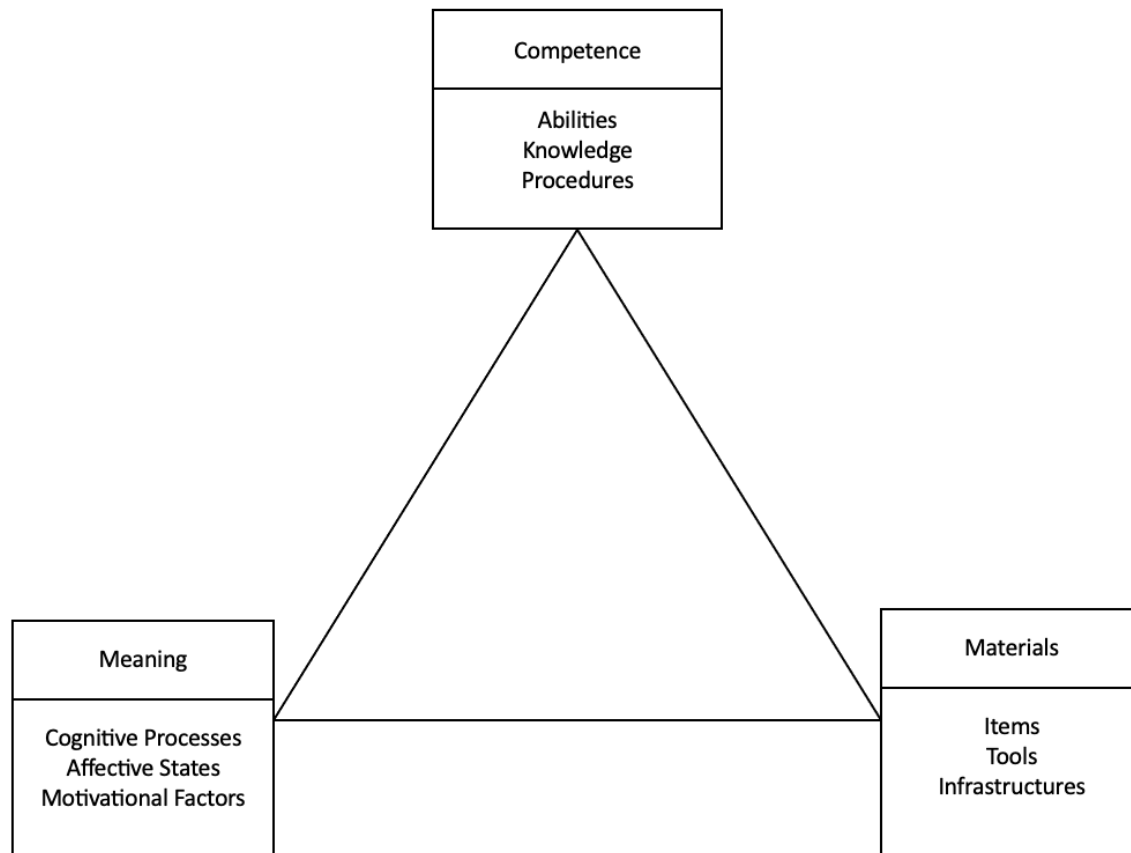 Competence
Abilities
Knowledge
Procedures
Meaning
Cognitive Processes
Affective States
Motivational Factors
Materials
Items
Tools
Infrastructures